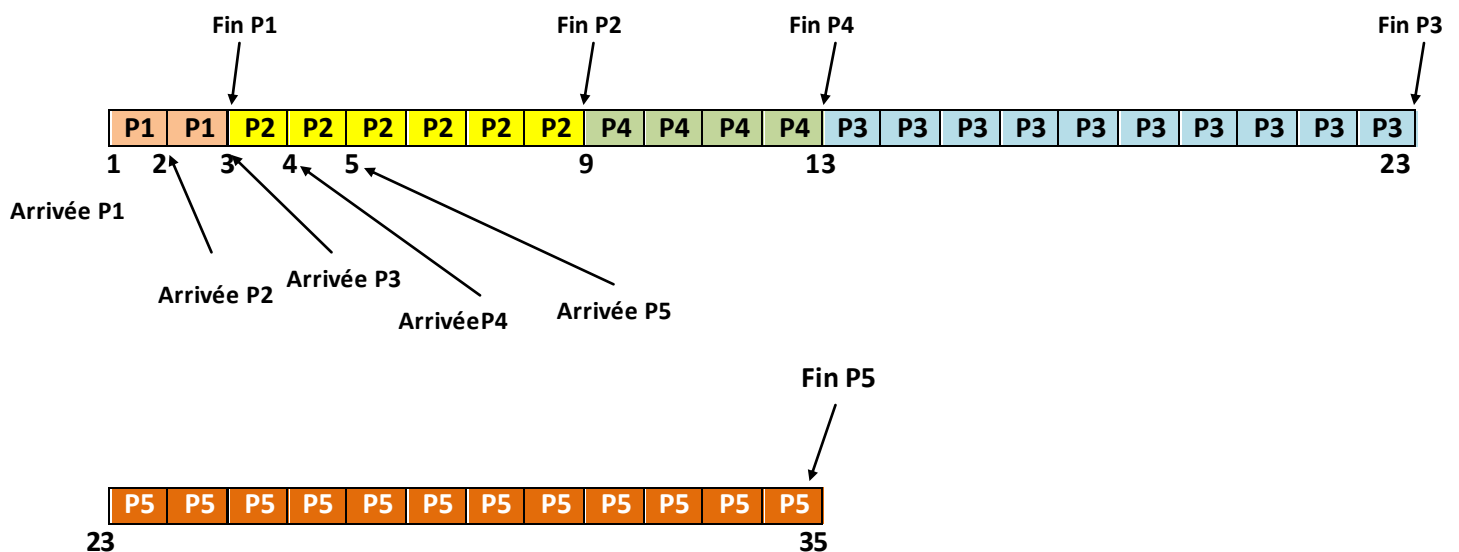 Fin P1 Fin P2 Fin P4 Fin P3
P1 P1 P2 P2 P2 P2 P2 P2 P4 P4 P4 P4 P3 P3 P3 P3 P3 P3 P3 P3 P3 P3
1 2 3 4 5 9 13 23
Arrivée P1
Arrivée P2
Arrivée P3
ArrivéeP4
Arrivée P5
Fin P5
P5 P5 P5 P5 P5 P5 P5 P5 P5 P5 P5 P5
23 35